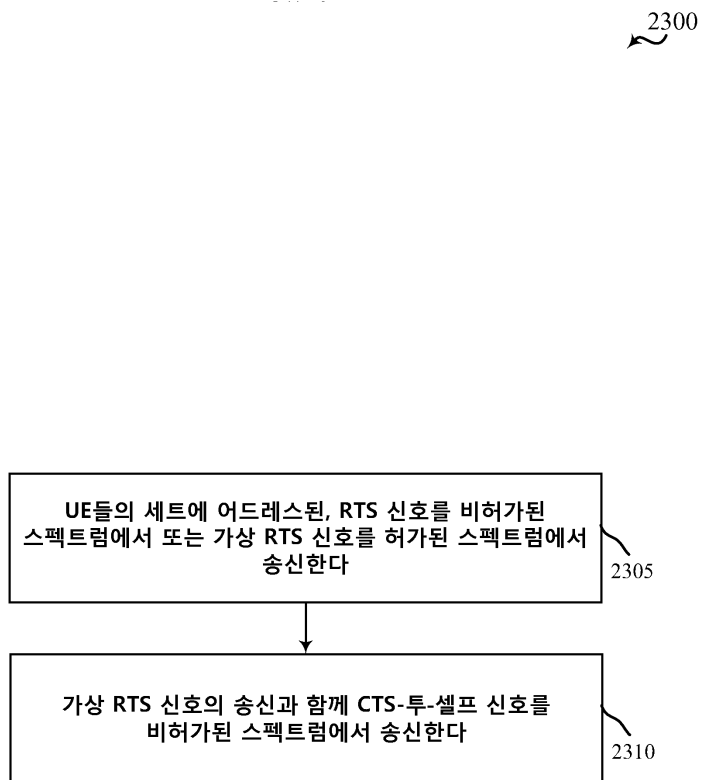 2300
UE들의 세트에 어드레스된, RTS 신호를 비허가된
스펙트럼에서 또는 가상 RTS 신호를 허가된 스펙트럼에서
송신한다
2305
가상 RTS 신호의 송신과 함께 CTS-투-셀프 신호를
비허가된 스펙트럼에서 송신한다
2310